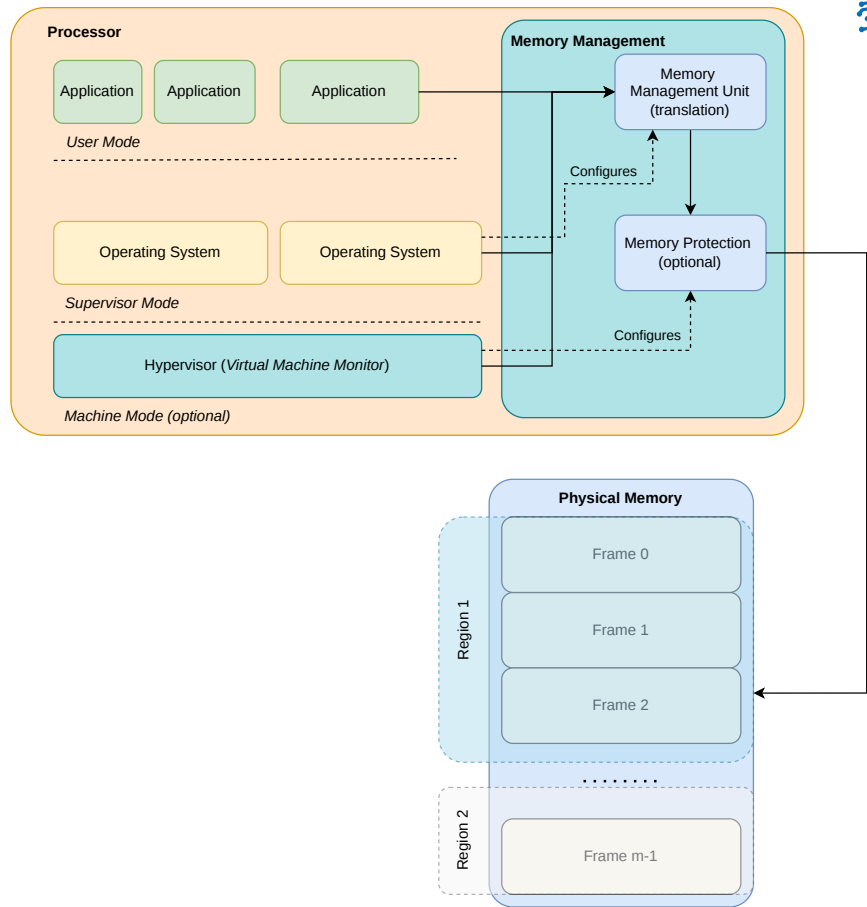 Processor
Memory Management
Application
Application
Application
Memory
Management Unit
(translation)
User Mode
Configures
Operating System
Operating System
Memory Protection
(optional)
Supervisor Mode
Configures
Hypervisor (Virtual Machine Monitor)
Machine Mode (optional)
Physical Memory
Region 1
Frame 0
Frame 1
Frame 2
........
Region 2
Frame m-1